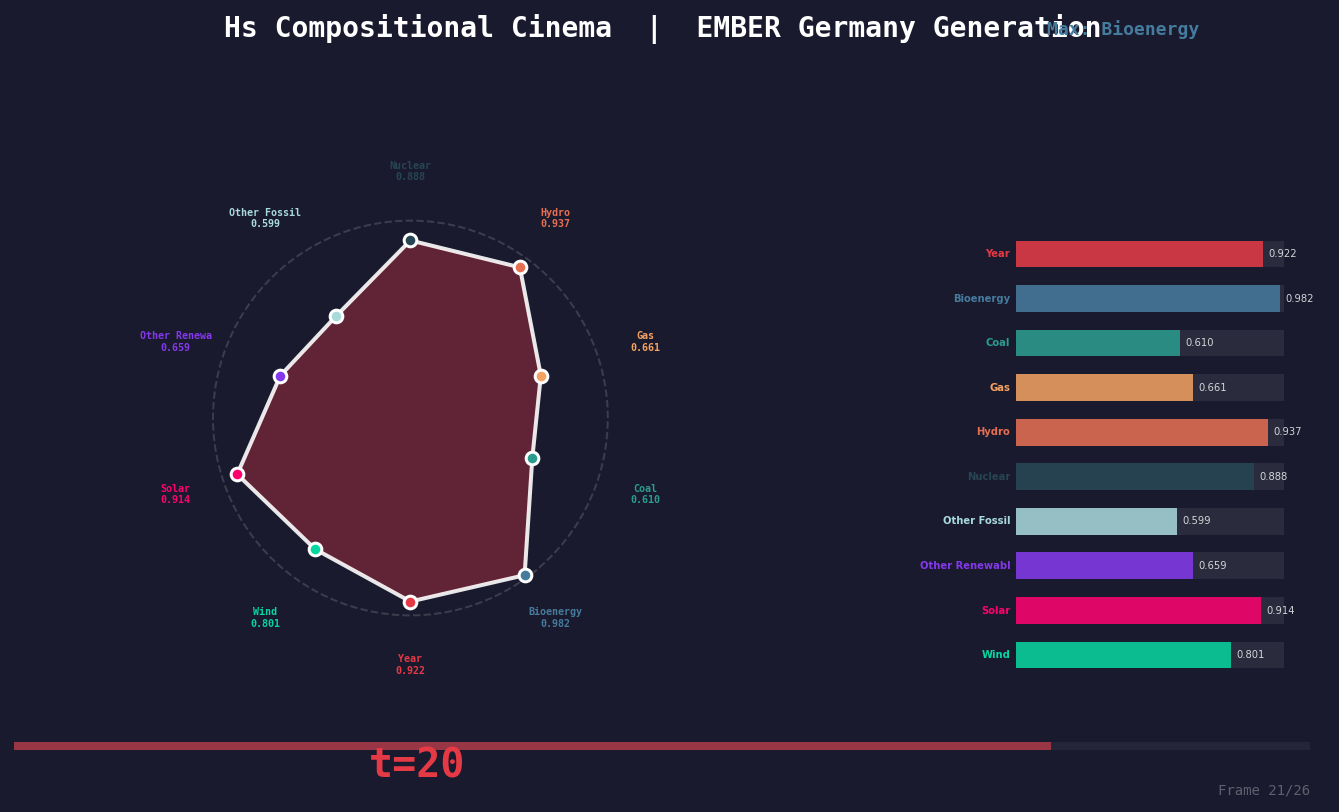 Hs Compositional Cinema  |  EMBER Germany Generation
Max: Bioenergy
Nuclear
0.888
Other Fossil
0.599
Hydro
0.937
Other Renewa
0.659
Gas
0.661
Solar
0.914
Coal
0.610
Wind
0.801
Bioenergy
0.982
Year
0.922
Year 0.922
Bioenergy 0.982
Coal 0.610
Gas 0.661
Hydro 0.937
Nuclear 0.888
Other Fossil 0.599
Other Renewabl 0.659
Solar 0.914
Wind 0.801
t=20
Frame 21/26